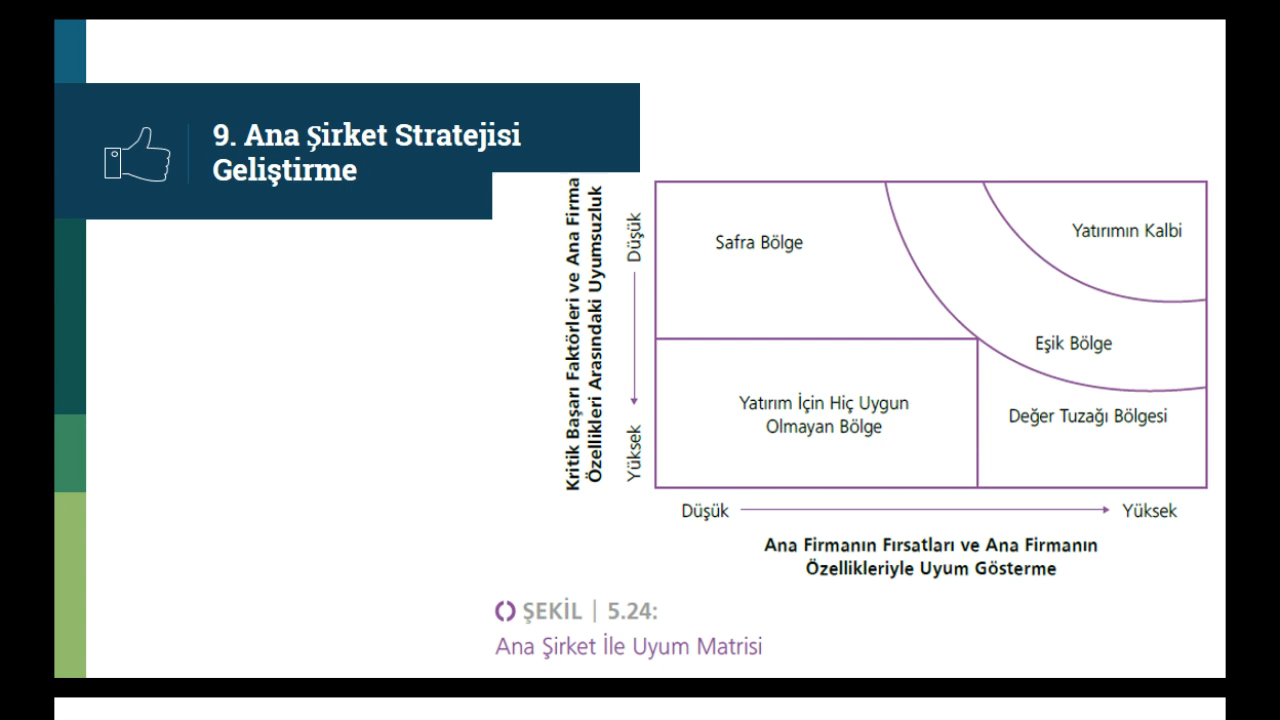 9. Ana Şirket Stratejisi
Geliştirme
Kritik Başarı Faktörleri ve Ana Firma
Özellikleri Arasındaki Uyumsuzluk
Düşük
Yüksek
Safra Bölge
Yatırımın Kalbi
Eşik Bölge
Yatırım İçin Hiç Uygun
Olmayan Bölge
Değer Tuzağı Bölgesi
Düşük
Yüksek
Ana Firmanın Fırsatları ve Ana Firmanın
Özellikleriyle Uyum Gösterme
ŞEKİL | 5.24:
Ana Şirket İle Uyum Matrisi